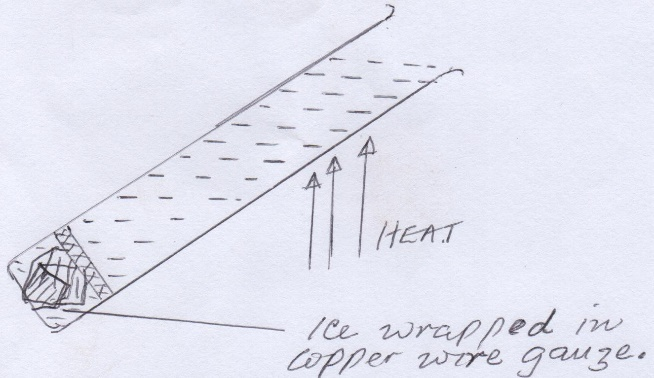 HEAT
Ice wrapped in
copper wire gauze.